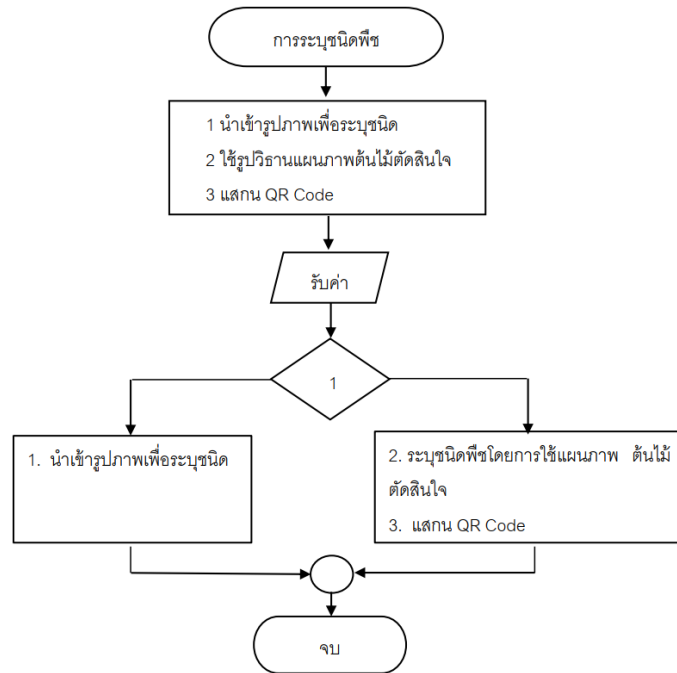 การระบุชนิดพืช
1 นำเข้ารูปภาพเพื่อระบุชนิด
2 ใช้รูปวิธานแผนภาพต้นไม้ตัดสินใจ
3 แสกน QR Code
รับค่า
1
1. นำเข้ารูปภาพเพื่อระบุชนิด
2. ระบุชนิดพืชโดยการใช้แผนภาพ ต้นไม้
ตัดสินใจ
3. แสกน QR Code
จบ